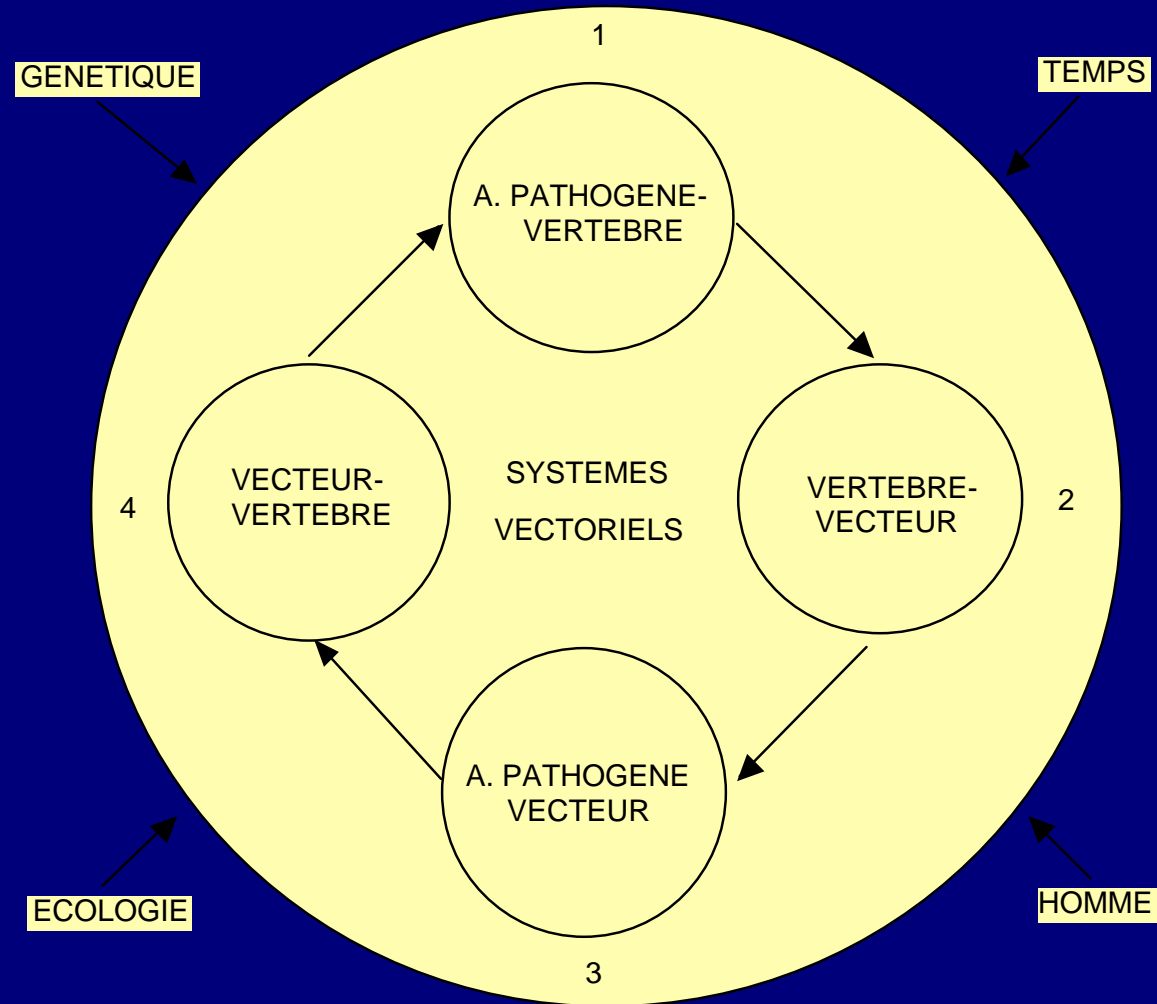 1
GENETIQUE
TEMPS
A. PATHOGENE-
VERTEBRE
SYSTEMES
VECTORIELS
VECTEUR-
VERTEBRE
4
VERTEBRE-
VECTEUR
2
A. PATHOGENE
VECTEUR
ECOLOGIE
HOMME
3